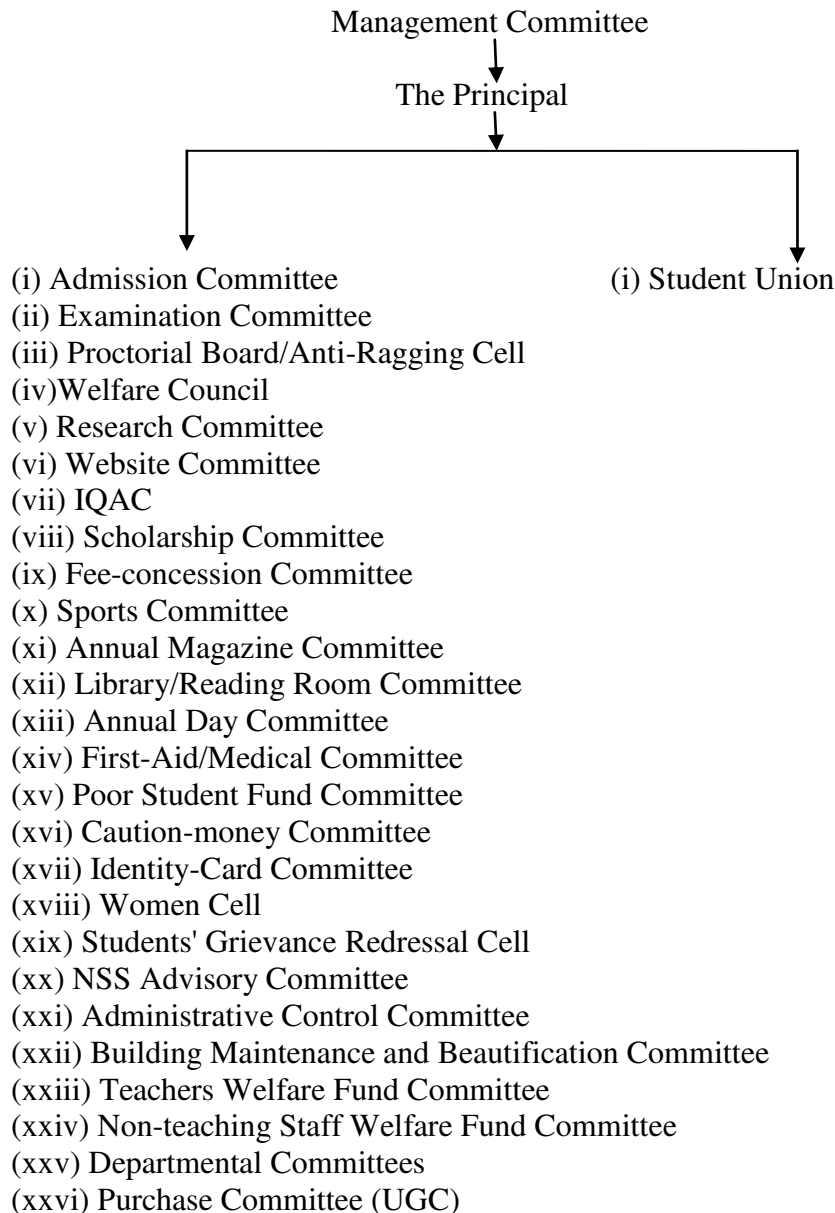 Management Committee
The Principal
(i) Admission Committee
(i) Student Union
(ii) Examination Committee
(iii) Proctorial Board/Anti-Ragging Cell
(iv)Welfare Council
(v) Research Committee
(vi) Website Committee
(vii) IQAC
(viii) Scholarship Committee
(ix) Fee-concession Committee
(x) Sports Committee
(xi) Annual Magazine Committee
(xii) Library/Reading Room Committee
(xiii) Annual Day Committee
(xiv) First-Aid/Medical Committee
(xv) Poor Student Fund Committee
(xvi) Caution-money Committee
(xvii) Identity-Card Committee
(xviii) Women Cell
(xix) Students' Grievance Redressal Cell
(xx) NSS Advisory Committee
(xxi) Administrative Control Committee
(xxii) Building Maintenance and Beautification Committee
(xxiii) Teachers Welfare Fund Committee
(xxiv) Non-teaching Staff Welfare Fund Committee
(xxv) Departmental Committees
(xxvi) Purchase Committee (UGC)